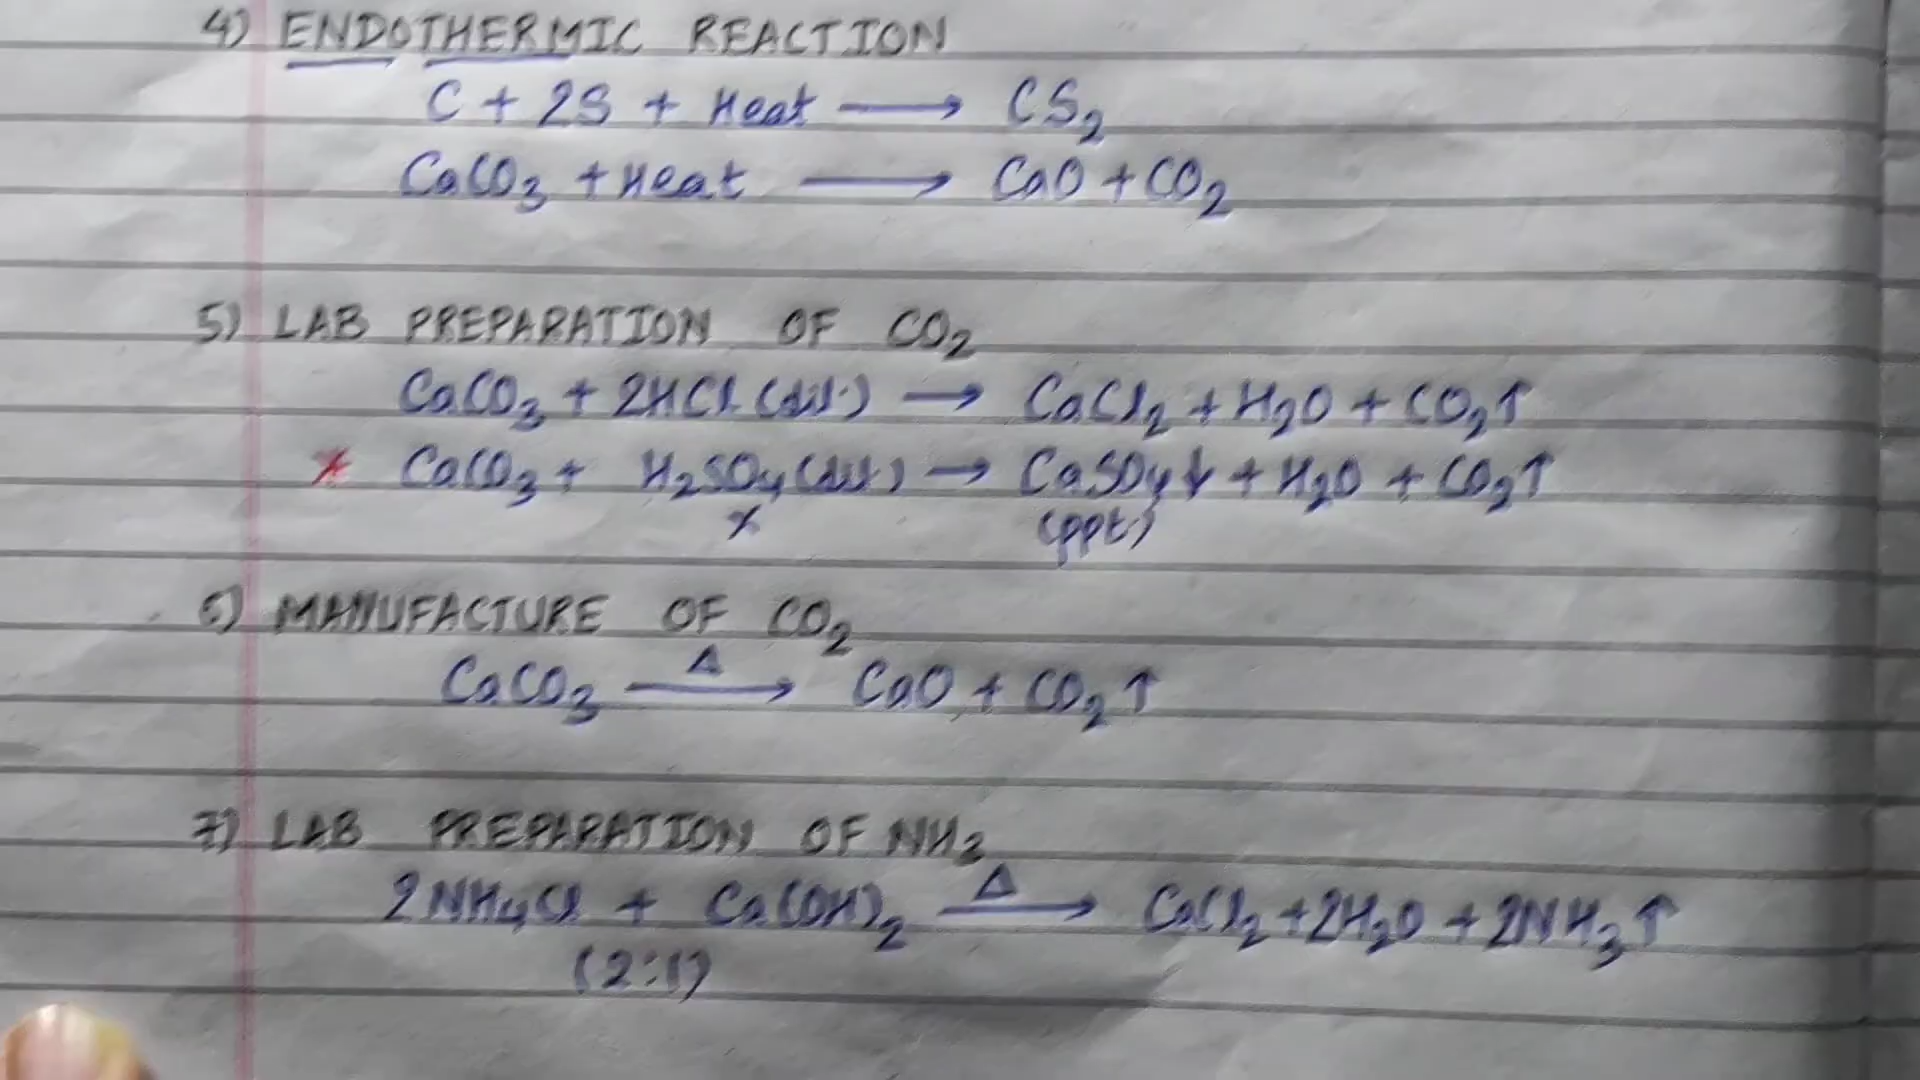 4) ENDOTHERMIC REACTION
C + 2S + Heat ⟶ CS₂
CaCO₃ + Heat ⟶ CaO + CO₂
5) LAB PREPARATION OF CO₂
CaCO₃ + 2HCl (dil.) → CaCl₂ + H₂O + CO₂↑
× CaCO₃ + H₂SO₄ (dil.) → CaSO₄↓ + H₂O + CO₂↑
× (ppt.)
6) MANUFACTURE OF CO₂
Δ
CaCO₃ ⟶ CaO + CO₂↑
7) LAB PREPARATION OF NH₃
Δ
2NH₄Cl + Ca(OH)₂ ⟶ CaCl₂ + 2H₂O + 2NH₃↑
(2:1)